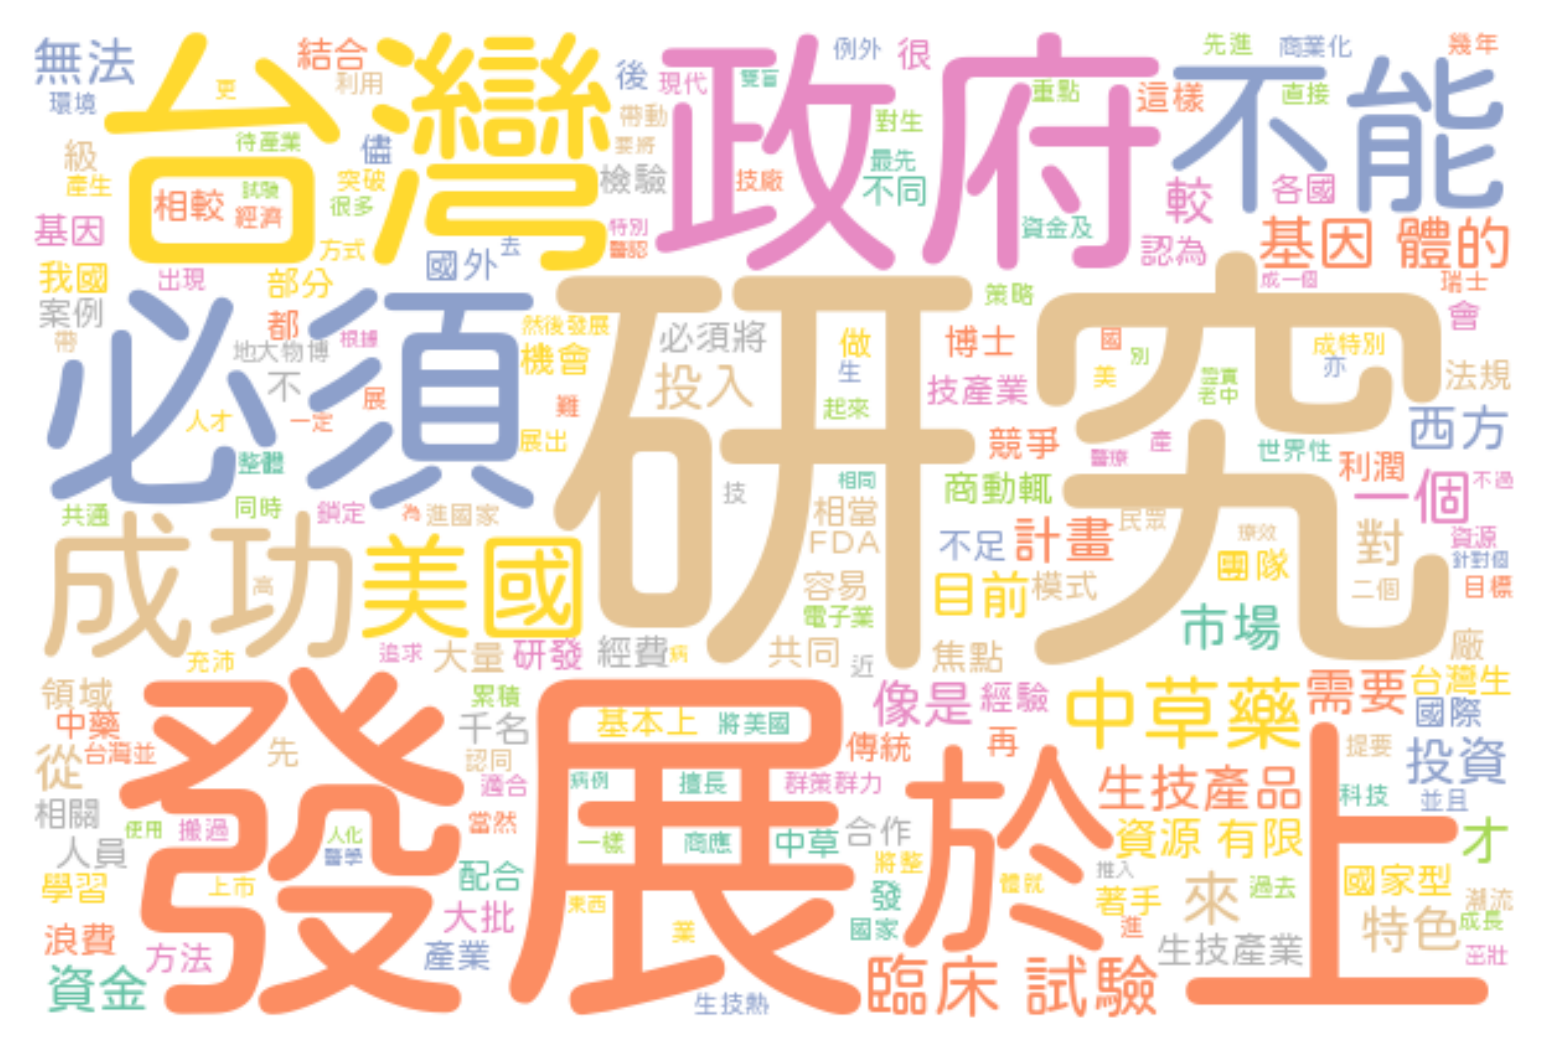 無法
結合
例外
很
先進
商業化
幾年
環境
更
利用
後
現代
雙盲
重點
這樣
直接
台灣
政府
不能
帶動
對生
待產業
儘
要將
級
產生
突破
檢驗
技廠
最先
不同
較
各國
相較
試驗
經濟
很多
基因
特別
醫認
資金及
認為
基因 體的
方式
國外
去
我國
出現
部分
策略
成一個
瑞士
案例
都
根據
然後發展
必須將
做
博士
國
成特別
會
帶
地大物博
機會
必須
研究
別
亦
不
投入
生
技產業
美
證實
老中
法規
人才
一定
展
難
起來
西方
展出
競爭
產
世界性
整體
醫療
利潤
相同
技
商動輒
一個
不過
共通
同時
鎖定
為
進國家
相當
FDA
不足
計畫
民眾
療效
對
資源
針對個
成功
美國
高
容易
目前
模式
團隊
二個
目標
電子業
市場
充沛
追求
大量
研發
經費
病
共同
近
焦點
廠
領域
累積
像是
經驗
中草藥
需要
台灣生
中藥
千名
基本上
將美國
國際
台灣並
先
認同
傳統
再
提要
從
適合
病例
擅長
群策群力
投資
發展
於
上
生技產品
科技
並且
相關
使用
搬過
人化
當然
一樣
商應
中草
合作
資源 有限
才
人員
醫學
配合
將整
推入
學習
上市
體就
發
著手
來
過去
國家型
潮流
大批
東西
國家
進
特色
成長
浪費
方法
產業
業
生技產業
茁壯
資金
生技熱
臨床 試驗